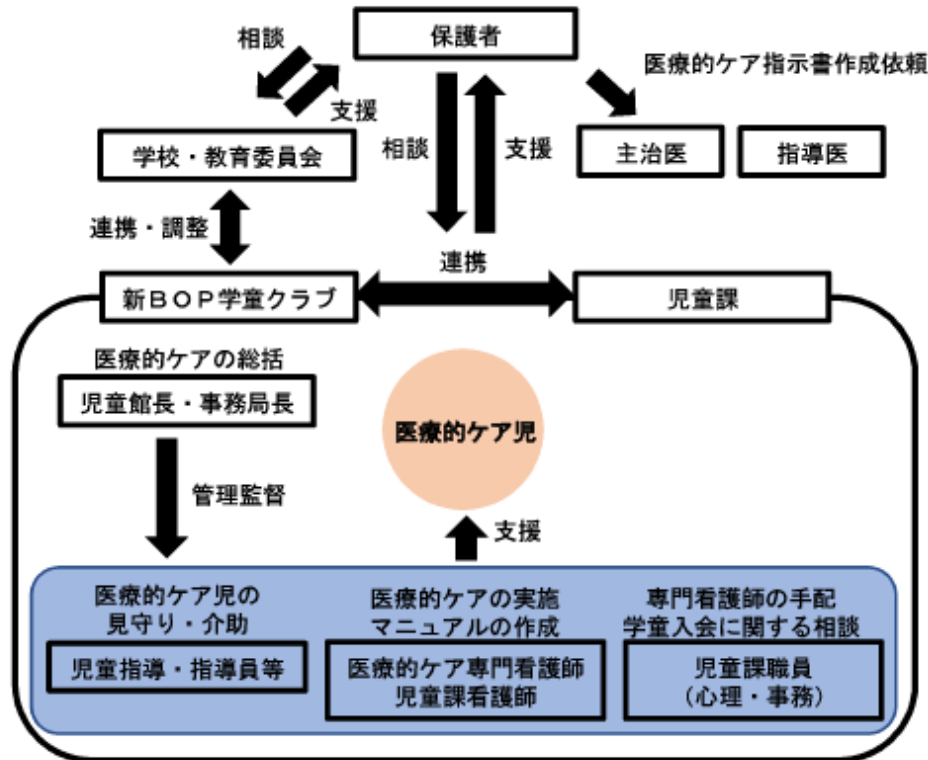 保護者
相談
支援
医療的ケア指示書作成依頼
学校・教育委員会
相談
支援
主治医
指導医
連携・調整
連携
新ＢＯＰ学童クラブ
児童課
医療的ケアの総括
児童館長・事務局長
医療的ケア児
管理監督
支援
医療的ケア児の
見守り・介助
児童指導・指導員等
医療的ケアの実施
マニュアルの作成
医療的ケア専門看護師
児童課看護師
専門看護師の手配
学童入会に関する相談
児童課職員
（心理・事務）